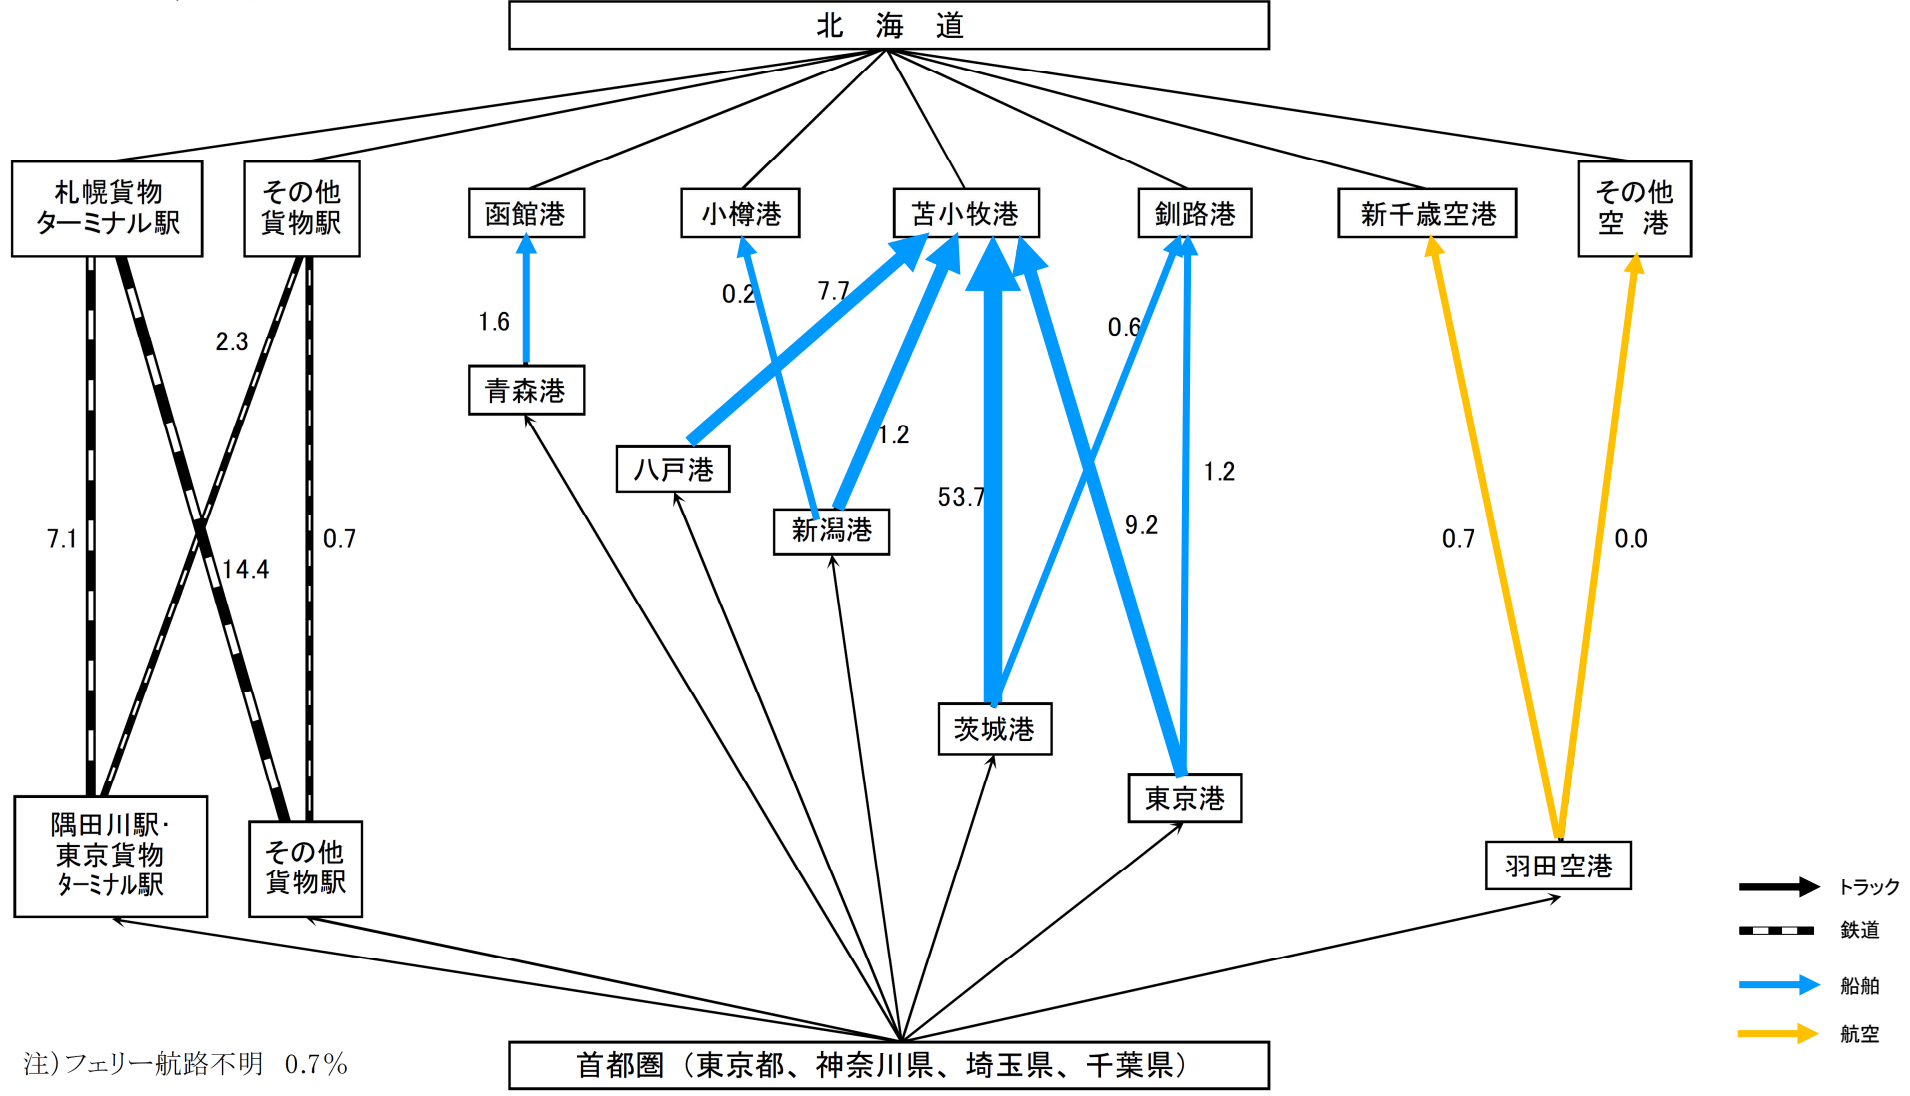 北　海　道
札幌貨物
ターミナル駅
その他
貨物駅
函館港
小樽港
苫小牧港
釧路港
新千歳空港
その他
空　港
0.2
7.7
1.6
0.6
2.3
青森港
1.2
八戸港
1.2
53.7
新潟港
9.2
7.1
14.4
0.7
0.7
0.0
茨城港
東京港
隅田川駅・
東京貨物
ターミナル駅
その他
貨物駅
羽田空港
トラック
鉄道
船舶
航空
注）フェリー航路不明　0.7％
首都圏（東京都、神奈川県、埼玉県、千葉県）